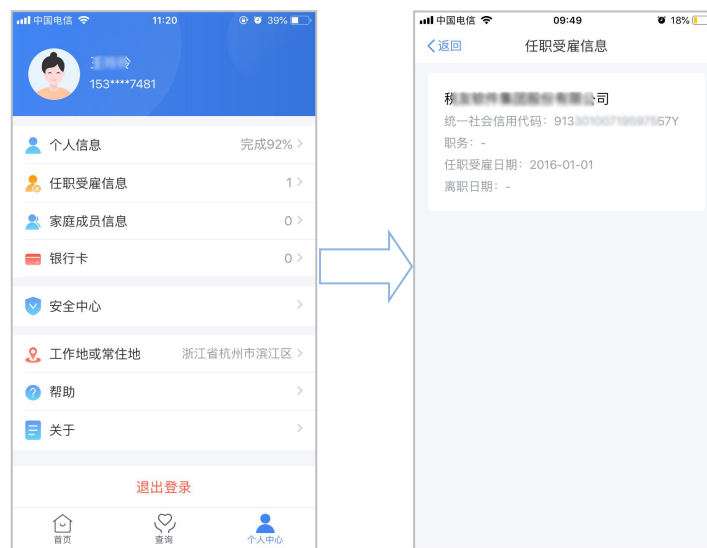 中国电信
11:20
39%
153****7481
个人信息
完成92%
任职受雇信息
1
家庭成员信息
0
银行卡
0
安全中心
工作地或常住地
浙江省杭州市滨江区
帮助
关于
退出登录
首页
查询
个人中心
中国电信
09:49
18%
返回
任职受雇信息
公司
统一社会信用代码：913 57Y
职务：-
任职受雇日期：2016-01-01
离职日期：-